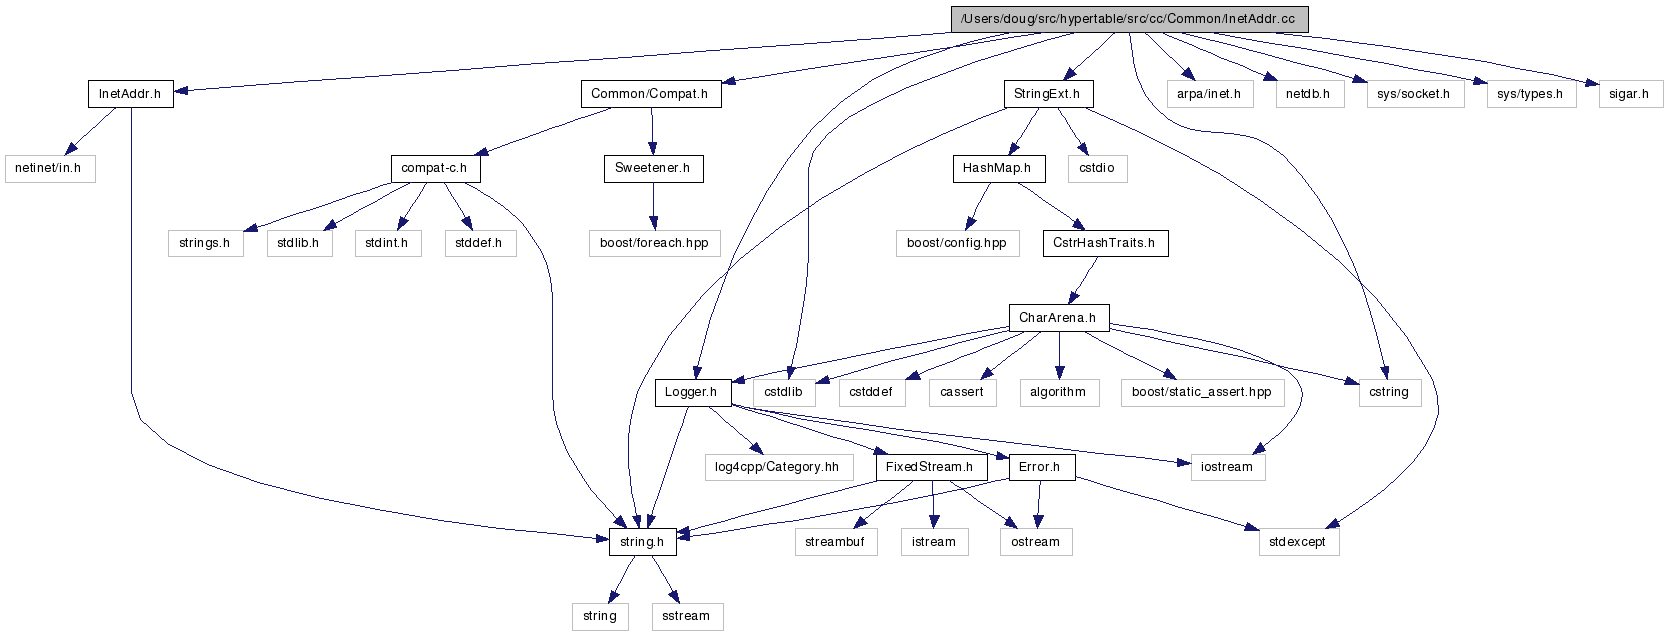 /Users/doug/src/hypertable/src/cc/Common/InetAddr.cc
InetAddr.h
Common/Compat.h
StringExt.h
arpa/inet.h
netdb.h
sys/socket.h
sys/types.h
sigar.h
netinet/in.h
compat-c.h
Sweetener.h
HashMap.h
cstdio
strings.h
stdlib.h
stdint.h
stddef.h
boost/foreach.hpp
boost/config.hpp
CstrHashTraits.h
CharArena.h
Logger.h
cstdlib
cstddef
cassert
algorithm
boost/static_assert.hpp
cstring
log4cpp/Category.hh
FixedStream.h
Error.h
iostream
string.h
streambuf
istream
ostream
stdexcept
string
sstream